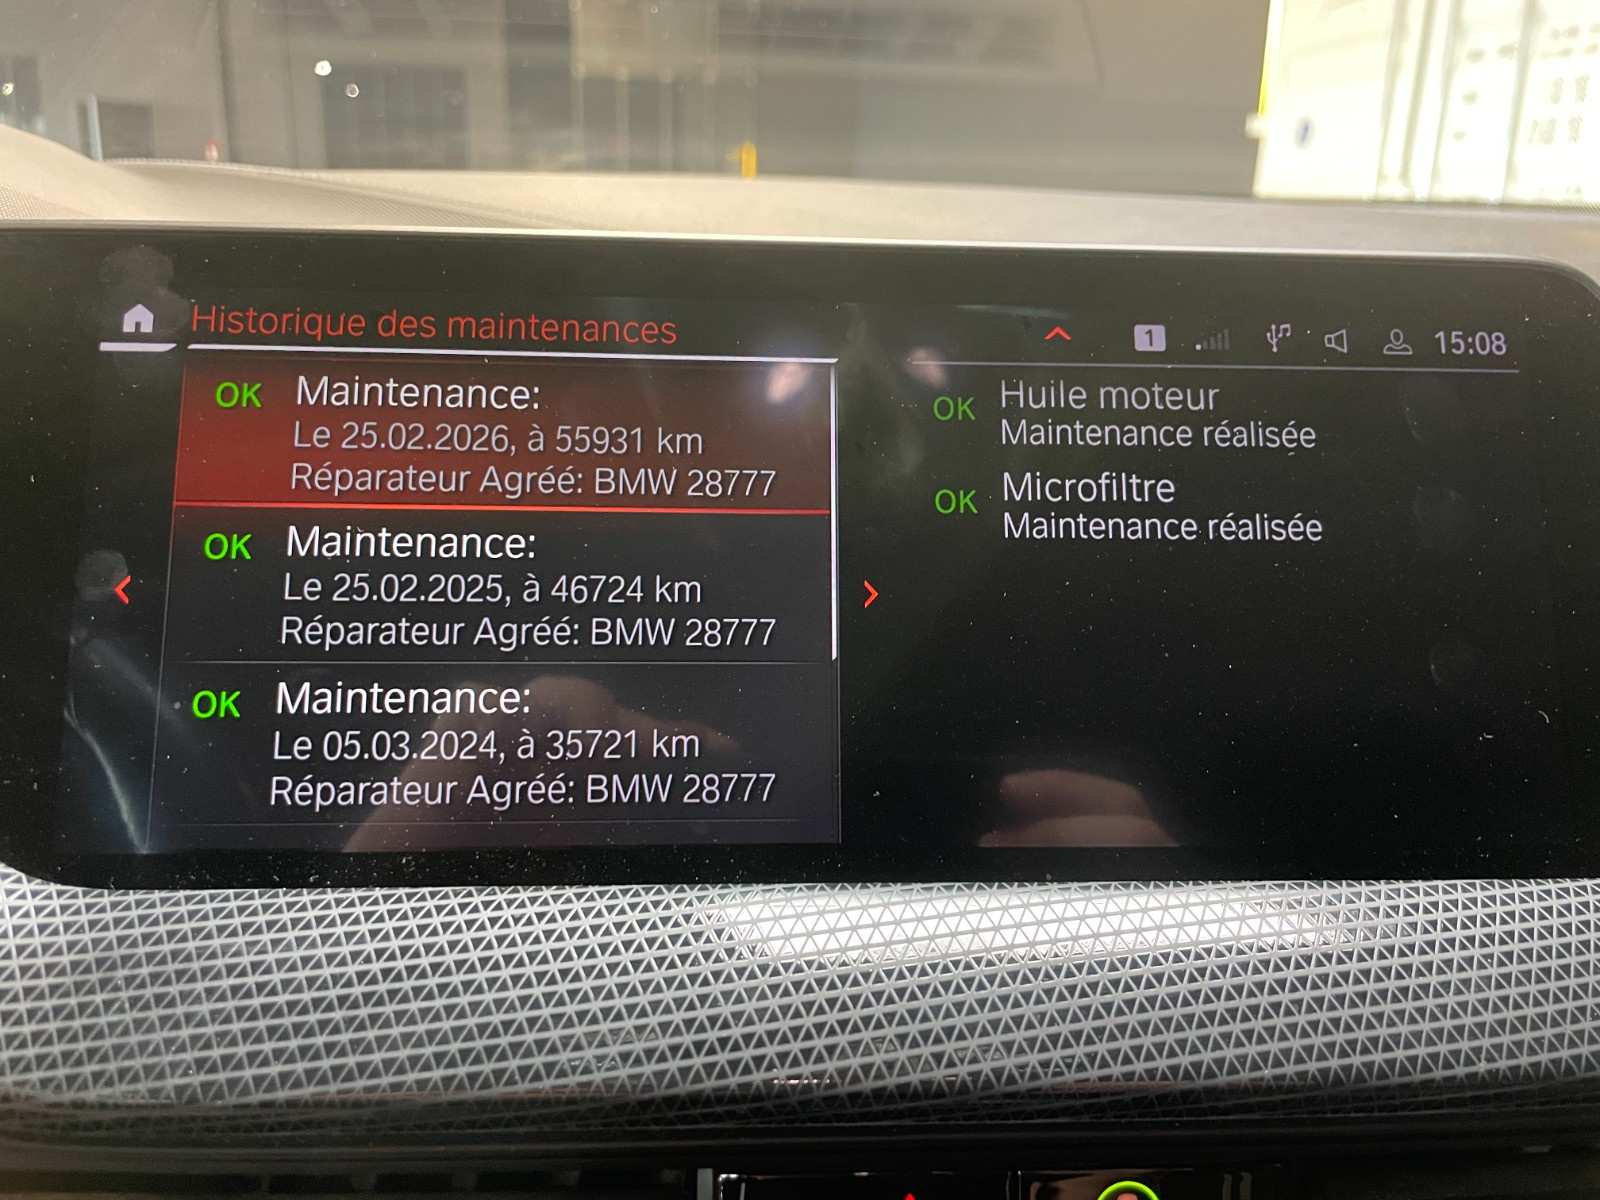 Historique des maintenances
1
15:08
OK Maintenance:
Le 25.02.2026, à 55931 km
Réparateur Agréé: BMW 28777
OK Maintenance:
Le 25.02.2025, à 46724 km
Réparateur Agréé: BMW 28777
OK Maintenance:
Le 05.03.2024, à 35721 km
Réparateur Agréé: BMW 28777
OK Huile moteur
Maintenance réalisée
OK Microfiltre
Maintenance réalisée